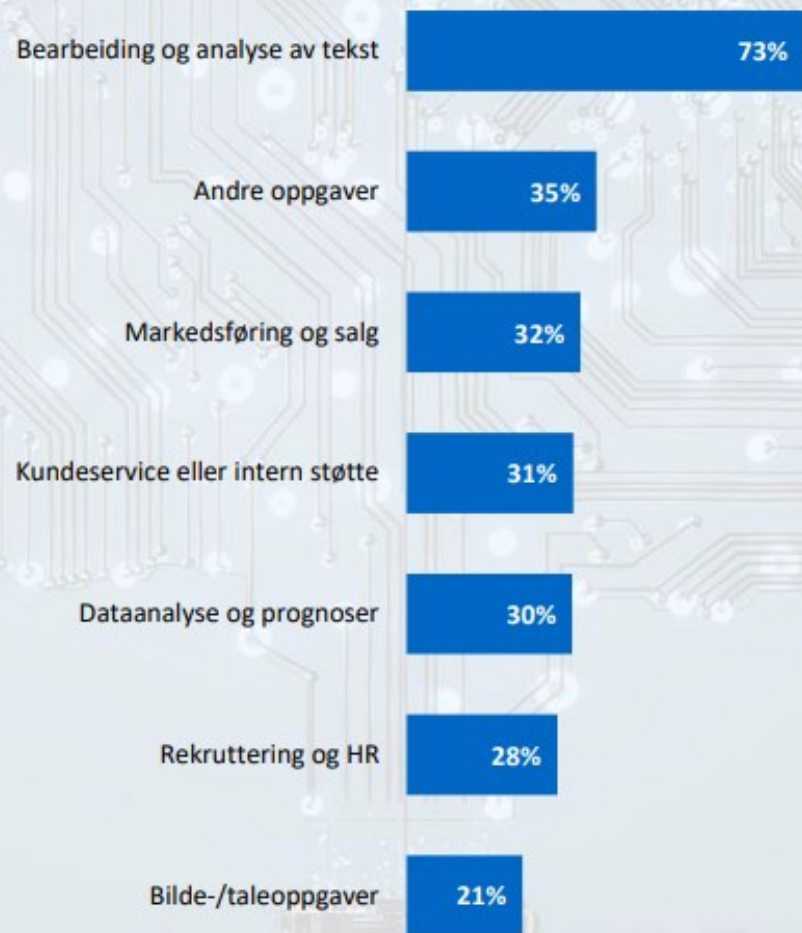 Bearbeiding og analyse av tekst 73%
Andre oppgaver 35%
Markedsføring og salg 32%
Kundeservice eller intern støtte 31%
Dataanalyse og prognoser 30%
Rekruttering og HR 28%
Bilde-/taleoppgaver 21%